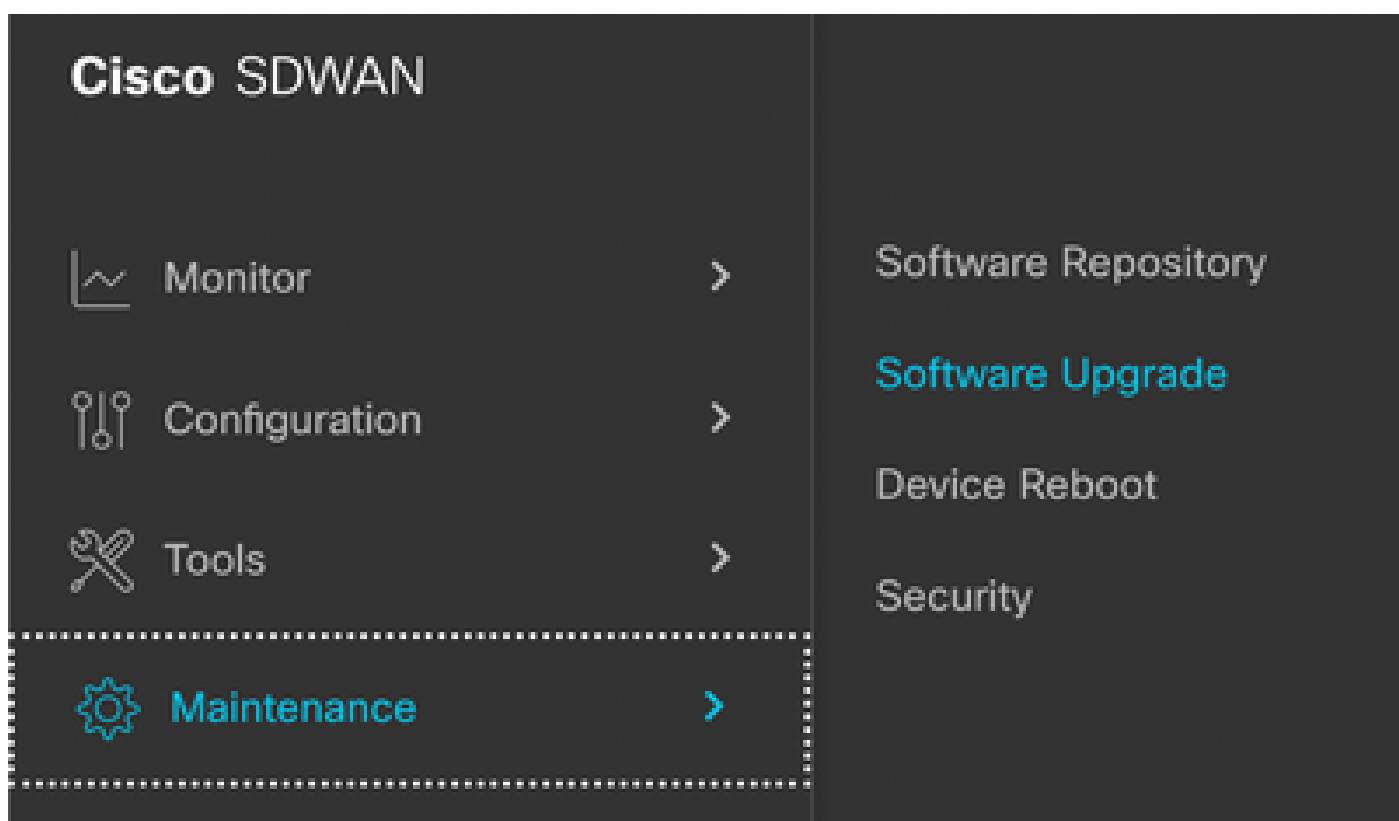 Cisco SDWAN
Monitor
Configuration
Tools
Maintenance
Software Repository
Software Upgrade
Device Reboot
Security